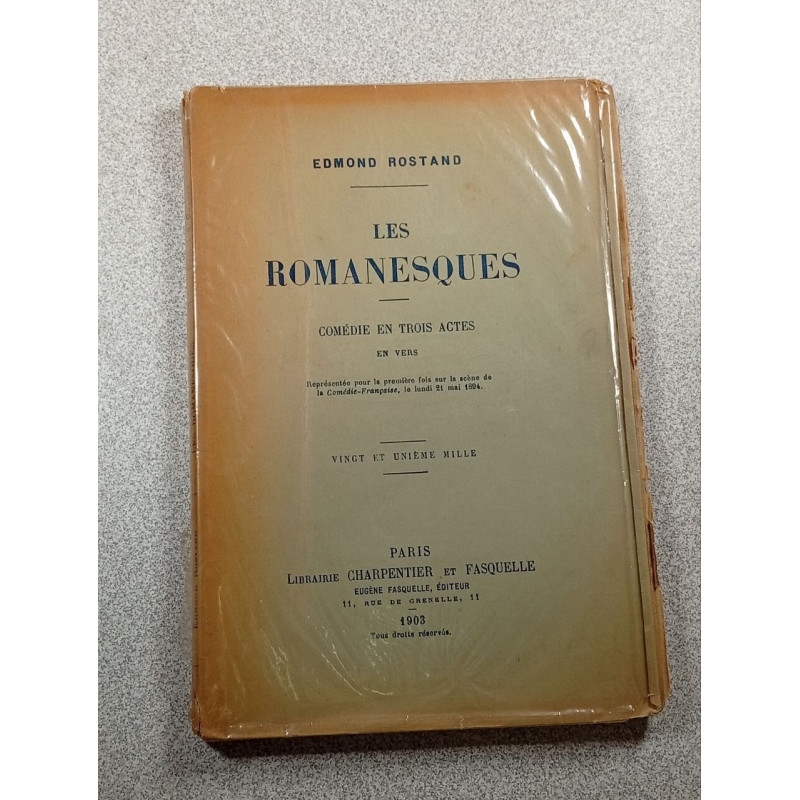 EDMOND ROSTAND
LES
ROMANESQUES
COMÉDIE EN TROIS ACTES
EN VERS
Représentée pour la première fois sur la scène de
la Comédie-Française, le lundi 21 mai 1894.
VINGT ET UNIÈME MILLE
PARIS
LIBRAIRIE CHARPENTIER ET FASQUELLE
EUGÈNE FASQUELLE, ÉDITEUR
11, RUE DE GRENELLE, 11
1903
Tous droits réservés.